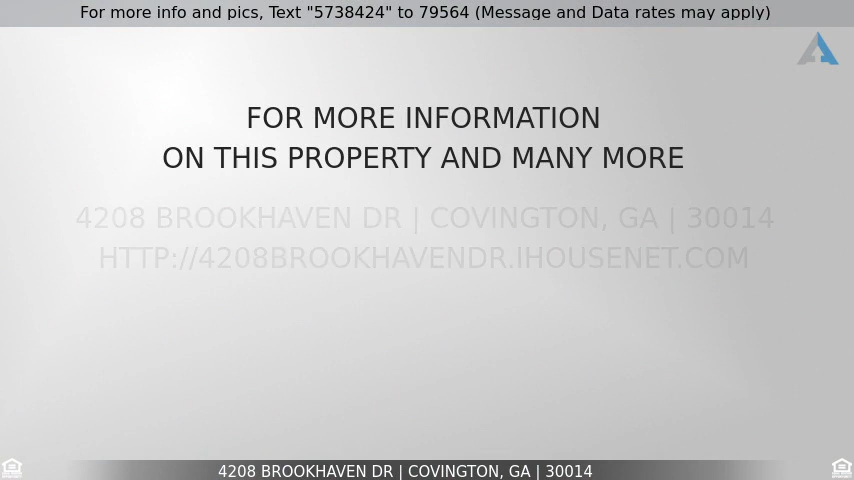 For more info and pics, Text "5738424" to 79564 (Message and Data rates may apply)
FOR MORE INFORMATION
ON THIS PROPERTY AND MANY MORE
4208 BROOKHAVEN DR | COVINGTON, GA | 30014
HTTP://4208BROOKHAVENDR.IHOUSENET.COM
4208 BROOKHAVEN DR | COVINGTON, GA | 30014